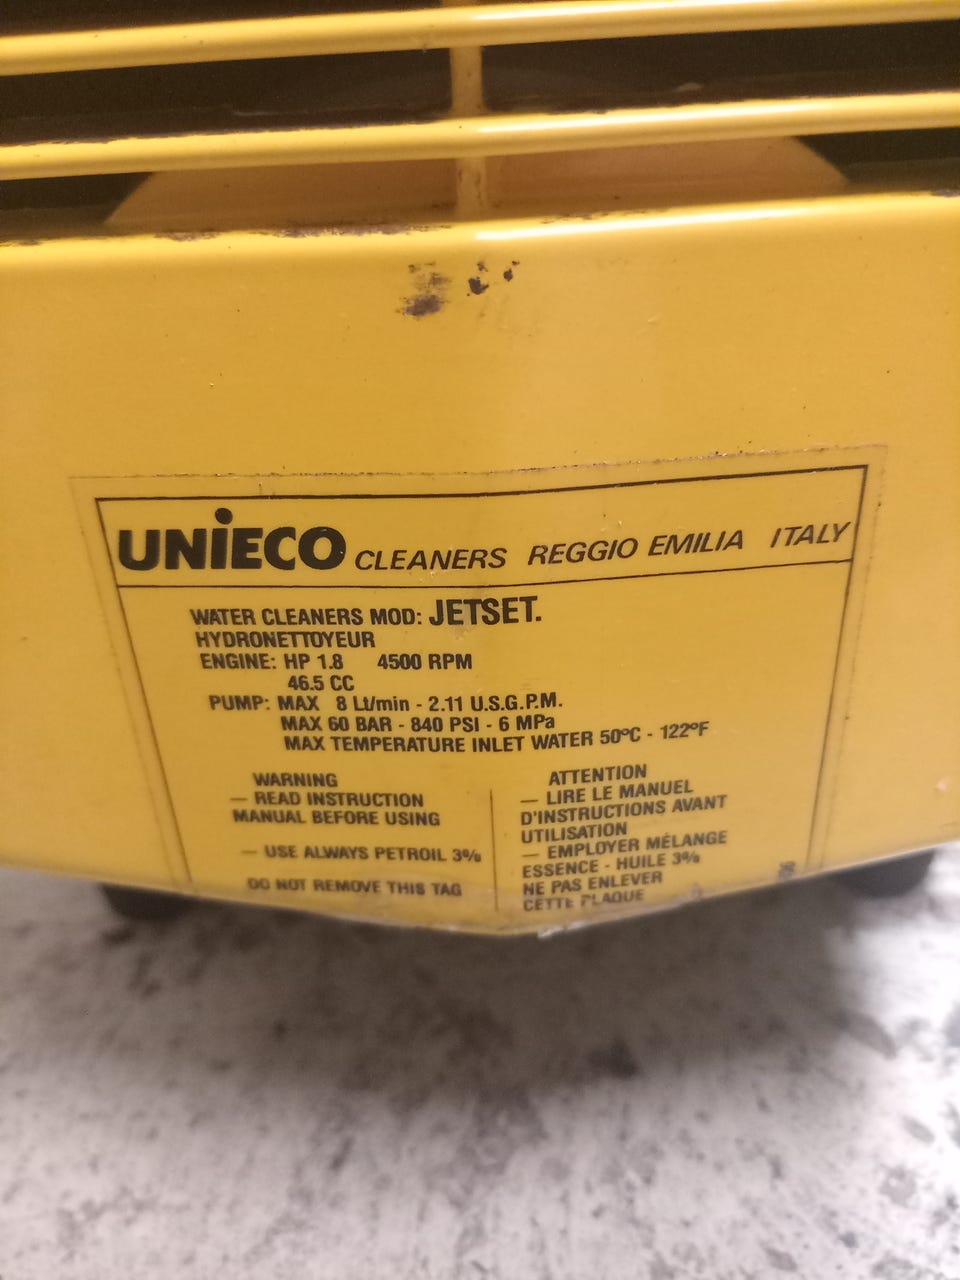 UNIECO CLEANERS REGGIO EMILIA ITALY
WATER CLEANERS MOD: JETSET.
HYDRONETTOYEUR
ENGINE: HP 1.8 4500 RPM
46.5 CC
PUMP: MAX 8 Lt/min - 2.11 U.S.G.P.M.
MAX 60 BAR - 840 PSI - 6 MPa
MAX TEMPERATURE INLET WATER 50°C - 122°F
WARNING
— READ INSTRUCTION
MANUAL BEFORE USING
— USE ALWAYS PETROIL 3%
DO NOT REMOVE THIS TAG
ATTENTION
— LIRE LE MANUEL
D'INSTRUCTIONS AVANT
UTILISATION
— EMPLOYER MÉLANGE
ESSENCE - HUILE 3%
NE PAS ENLEVER
CETTE PLAQUE